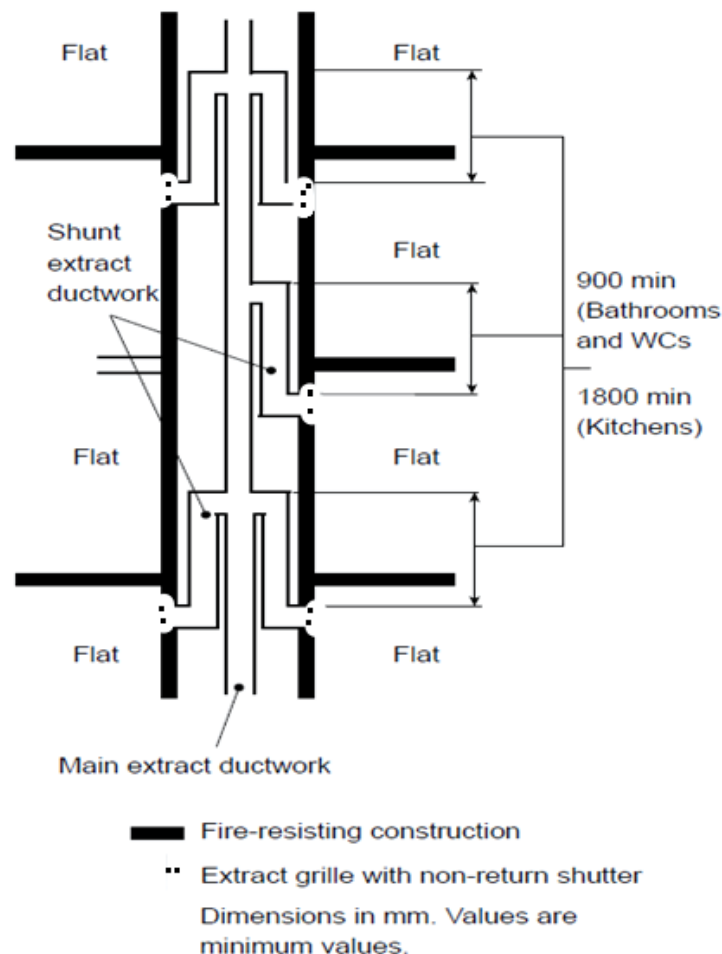 Flat
Flat
Shunt
extract
ductwork
Flat
900 min
(Bathrooms
and WCs
1800 min
(Kitchens)
Flat
Flat
Flat
Flat
Main extract ductwork
Fire-resisting construction
Extract grille with non-return shutter
Dimensions in mm. Values are
minimum values.